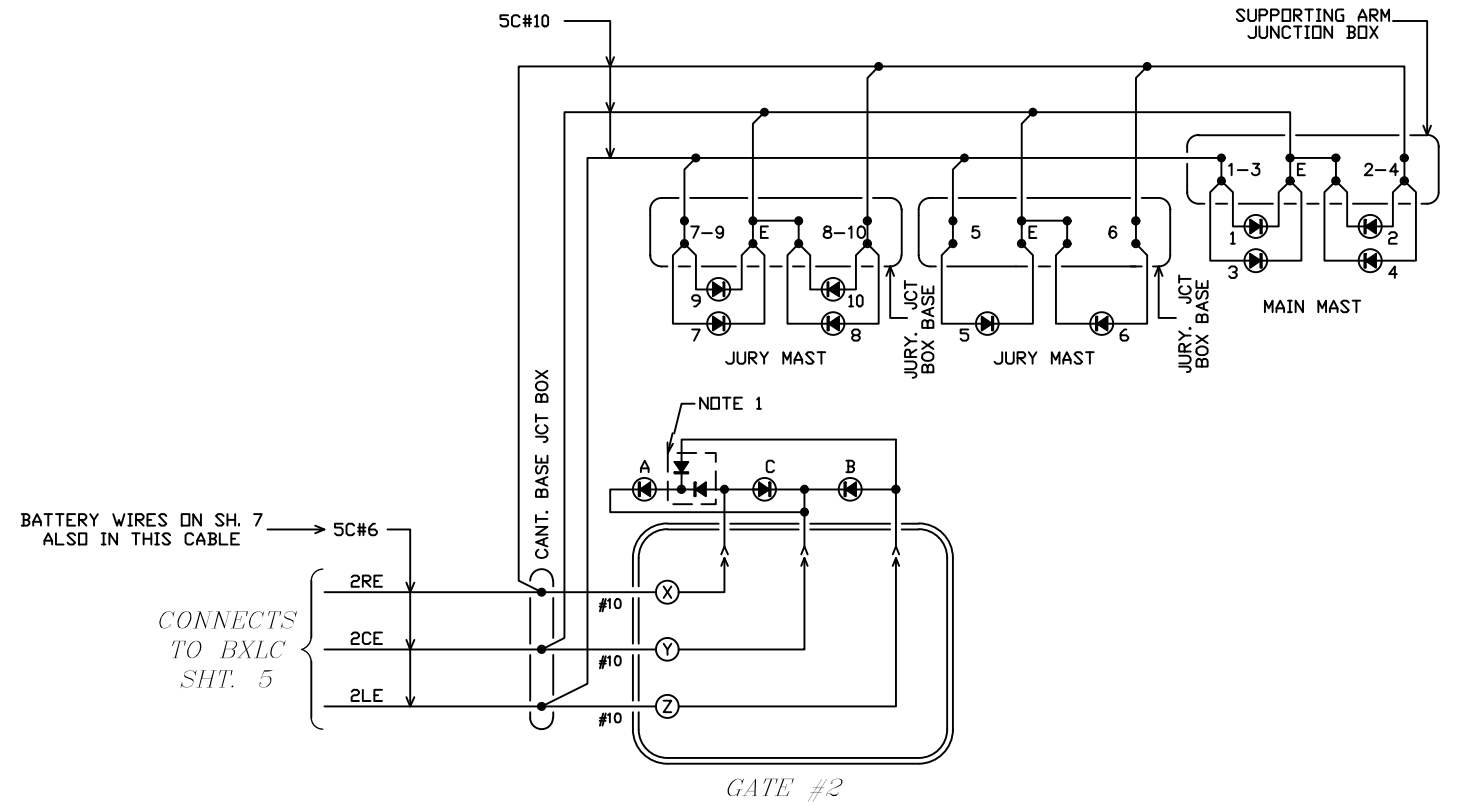 5C#10
SUPPORTING ARM
JUNCTION BOX
1-3
E
2-4
1
2
3
4
MAIN MAST
7-9
E
8-10
9
10
7
8
JURY MAST
JURY. JCT
BOX BASE
5
E
6
5
6
JURY MAST
JURY. JCT
BOX BASE
CANT. BASE JCT BOX
NOTE 1
A
C
B
BATTERY WIRES ON SH. 7
ALSO IN THIS CABLE
5C#6
CONNECTS
TO BXLC
SHT. 5
2RE
#10
X
2CE
#10
Y
2LE
#10
Z
GATE #2